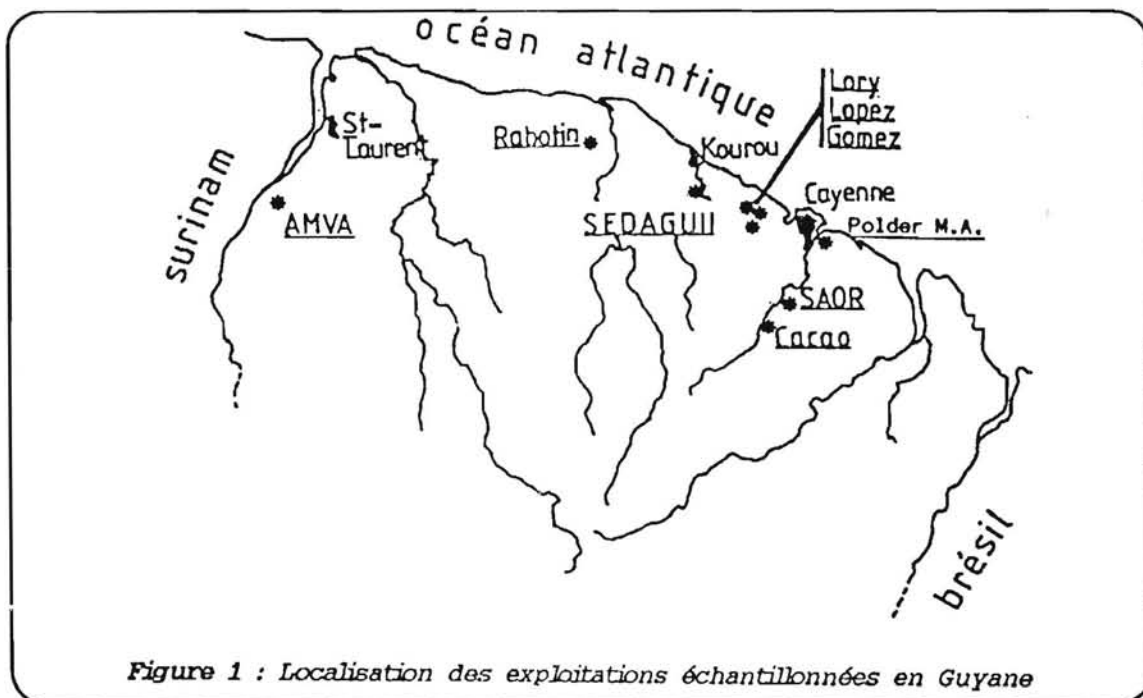 océan atlantique
Lory
Lopez
Gomez
St-
Laurent
Rabotin
Kourou
Cayenne
surinam
AMVA
SEDAGUII
Polder M.A.
SAOR
Cacao
brésil
Figure 1 : Localisation des exploitations échantillonnées en Guyane